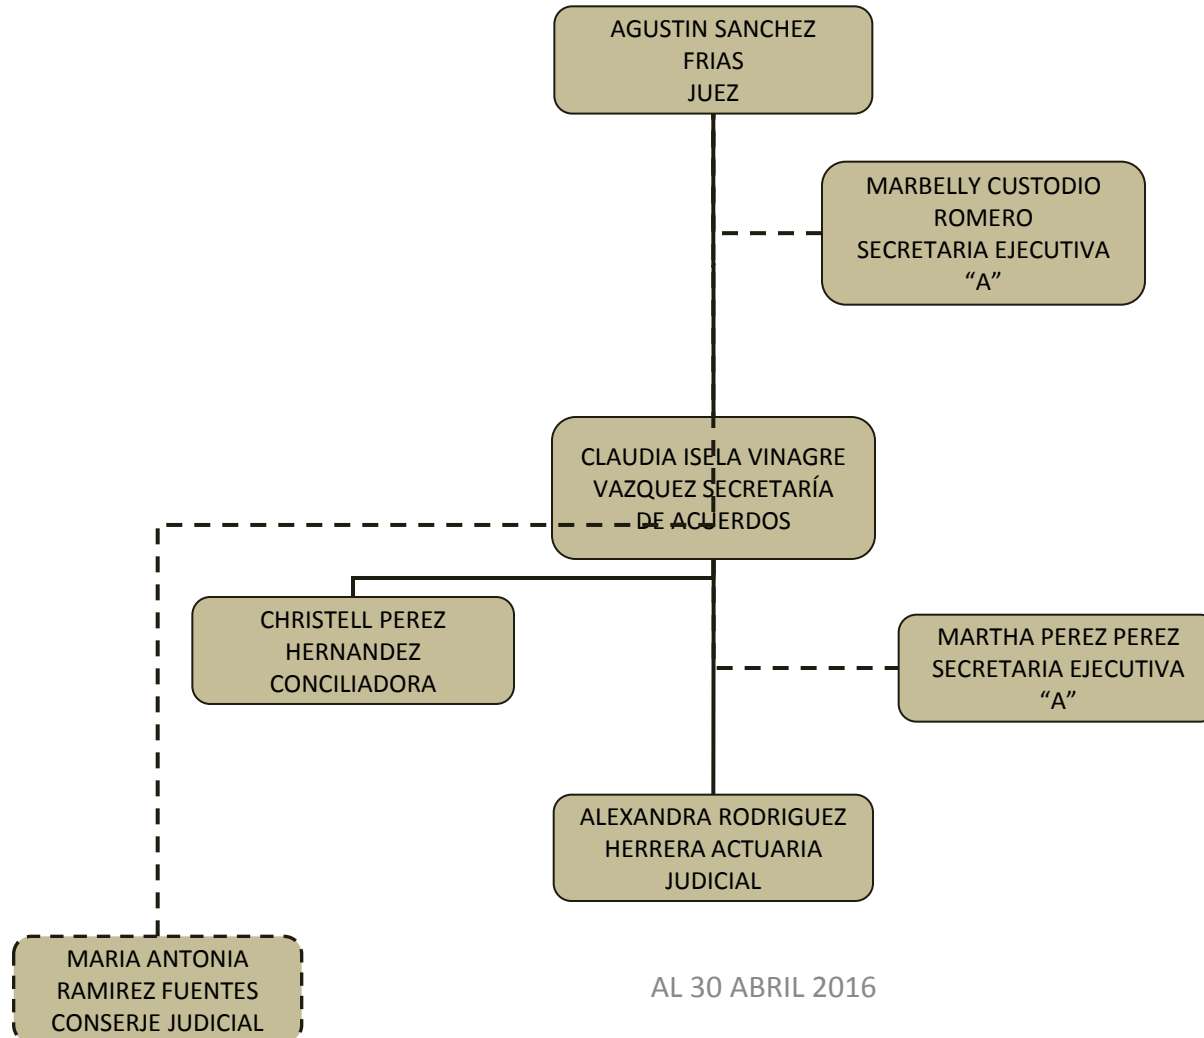 AGUSTIN SANCHEZ
FRIAS
JUEZ
MARBELLY CUSTODIO
ROMERO
SECRETARIA EJECUTIVA
“A”
CLAUDIA ISELA VINAGRE
VAZQUEZ SECRETARÍA
DE ACUERDOS
CHRISTELL PEREZ
HERNANDEZ
CONCILIADORA
MARTHA PEREZ PEREZ
SECRETARIA EJECUTIVA
“A”
ALEXANDRA RODRIGUEZ
HERRERA ACTUARIA
JUDICIAL
MARIA ANTONIA
RAMIREZ FUENTES
CONSERJE JUDICIAL
AL 30 ABRIL 2016